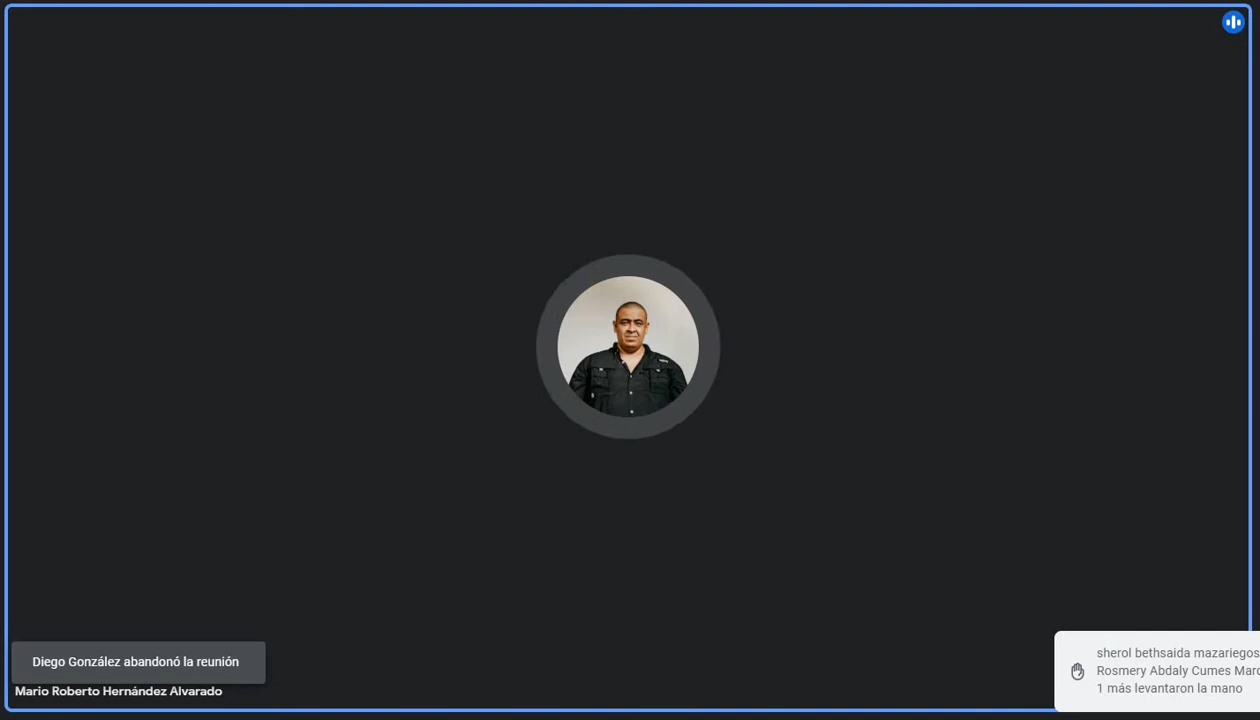 Diego González abandonó la reunión
Mario Roberto Hernández Alvarado
sherol bethsaida mazariegos
Rosmery Abdaly Cumes
1 más levantaron la mano